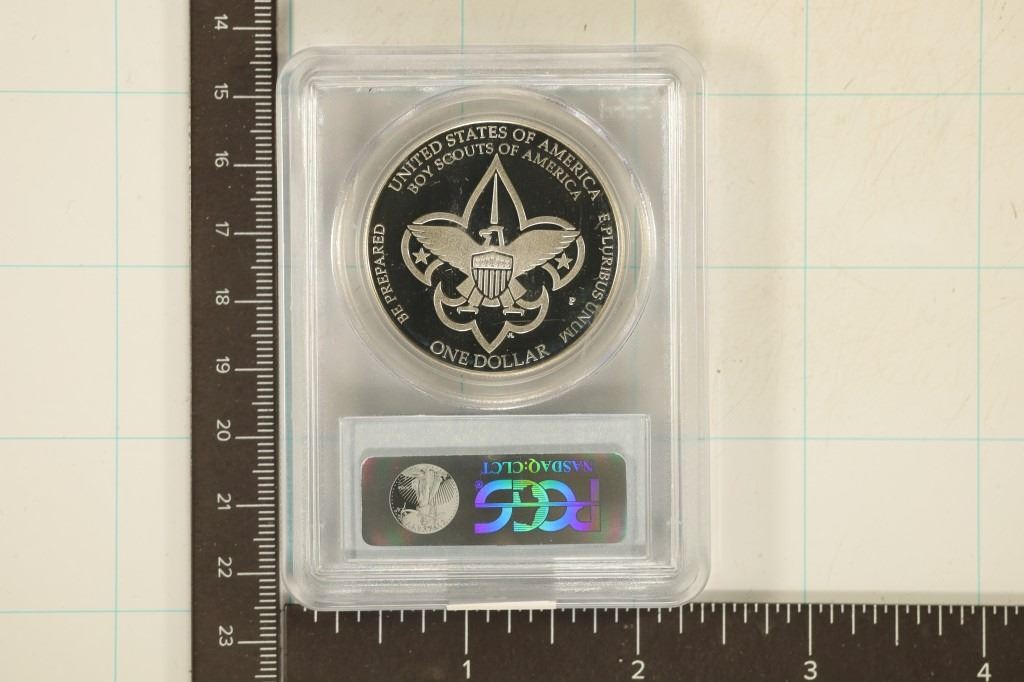 UNITED STATES OF AMERICA
BOY SCOUTS OF AMERICA
BE PREPARED
E PLURIBUS UNUM
P
ONE DOLLAR
NASDAQ:CLCT
PCGS®
14
15
16
17
18
19
20
21
22
23
1
2
3
4